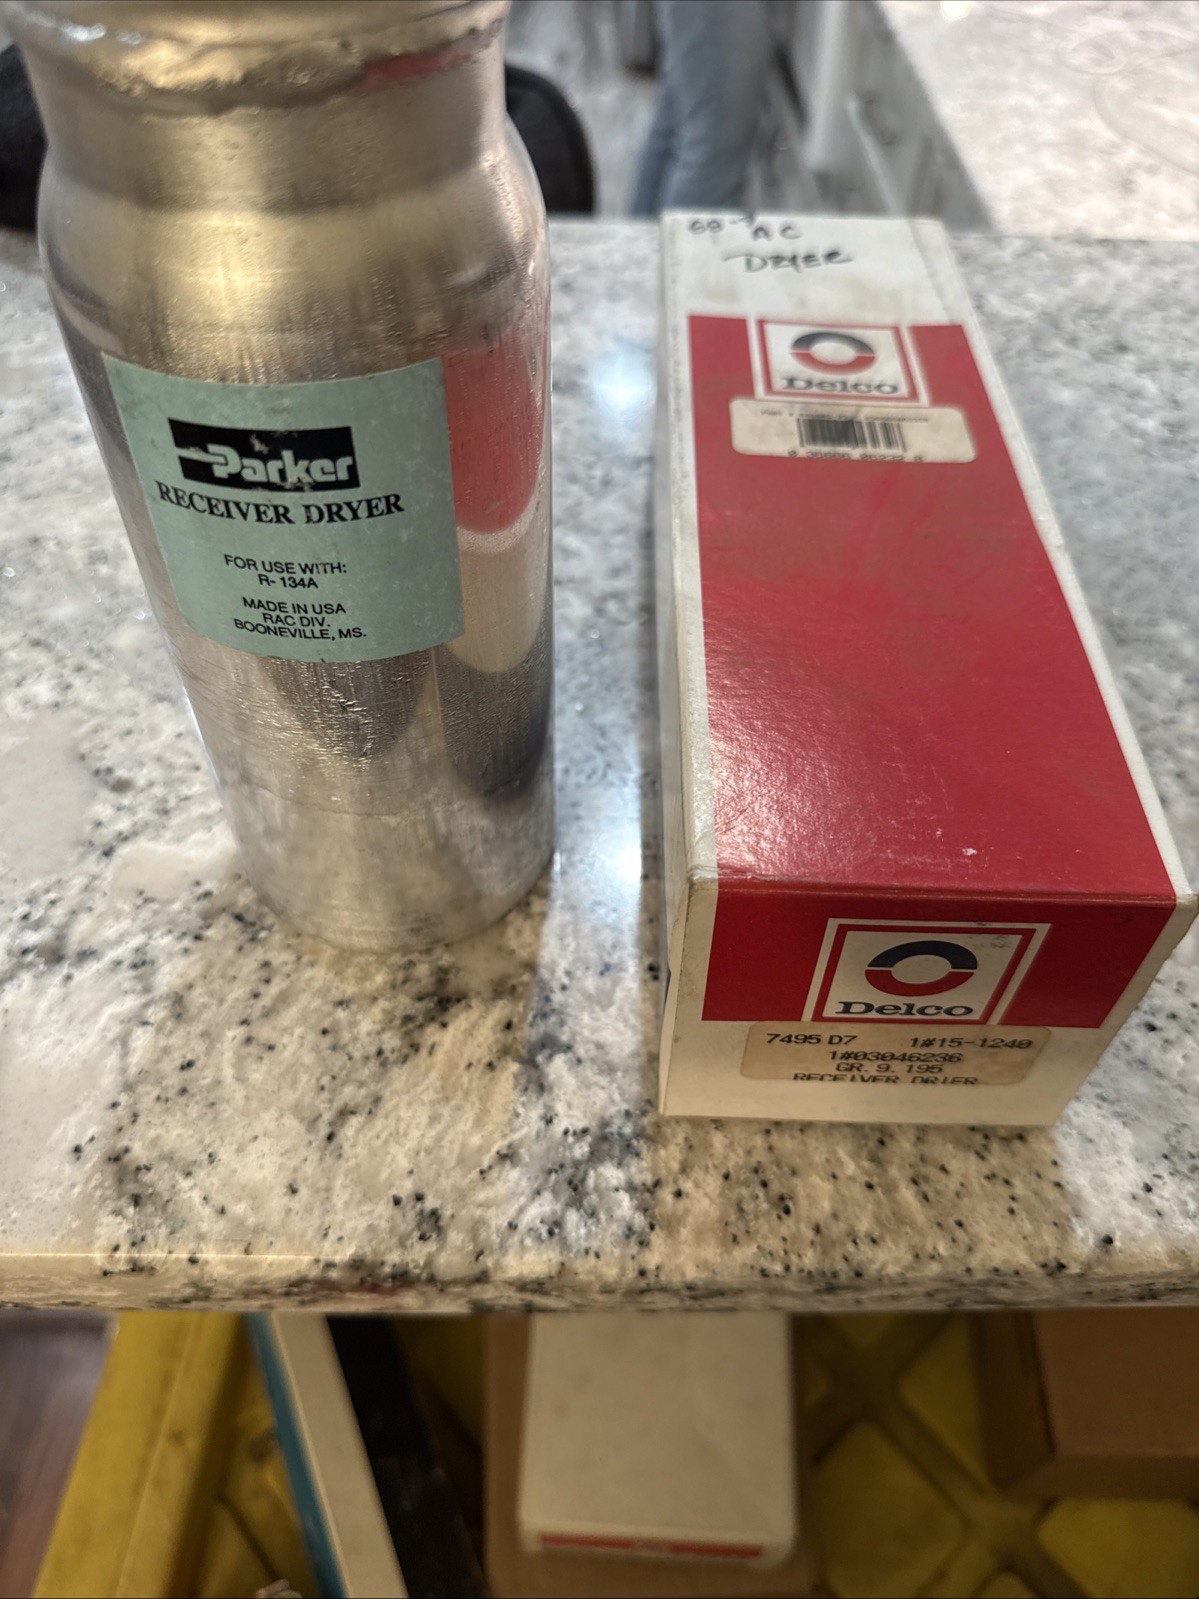 Parker
RECEIVER DRYER
FOR USE WITH:
R-134A
MADE IN USA
RAC DIV.
BOONEVILLE, MS.
AC
DRYER
Delco
Delco
7495 D7 1#15-1240
1#03046236
GR. 9. 195
RECEIVER DRIER